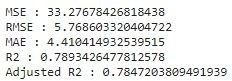 MSE : 33.27678426818438
RMSE : 5.768603320404722
MAE : 4.410414932539515
R2 : 0.7893426477812578
Adjusted R2 : 0.7847203809491939